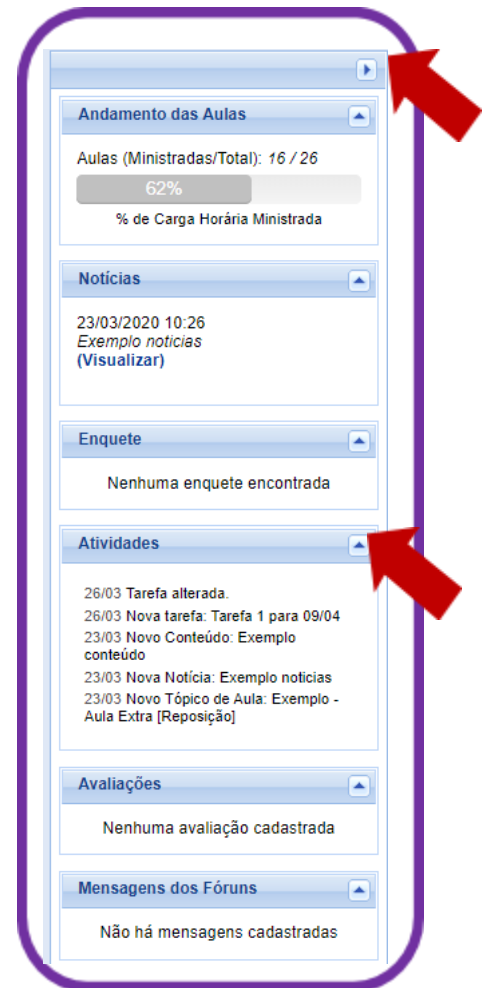 Andamento das Aulas
Aulas (Ministradas/Total): 16 / 26
62%
% de Carga Horária Ministrada
Notícias
23/03/2020 10:26
Exemplo noticias
(Visualizar)
Enquete
Nenhuma enquete encontrada
Atividades
26/03 Tarefa alterada.
26/03 Nova tarefa: Tarefa 1 para 09/04
23/03 Novo Conteúdo: Exemplo
conteúdo
23/03 Nova Notícia: Exemplo noticias
23/03 Novo Tópico de Aula: Exemplo -
Aula Extra [Reposição]
Avaliações
Nenhuma avaliação cadastrada
Mensagens dos Fóruns
Não há mensagens cadastradas